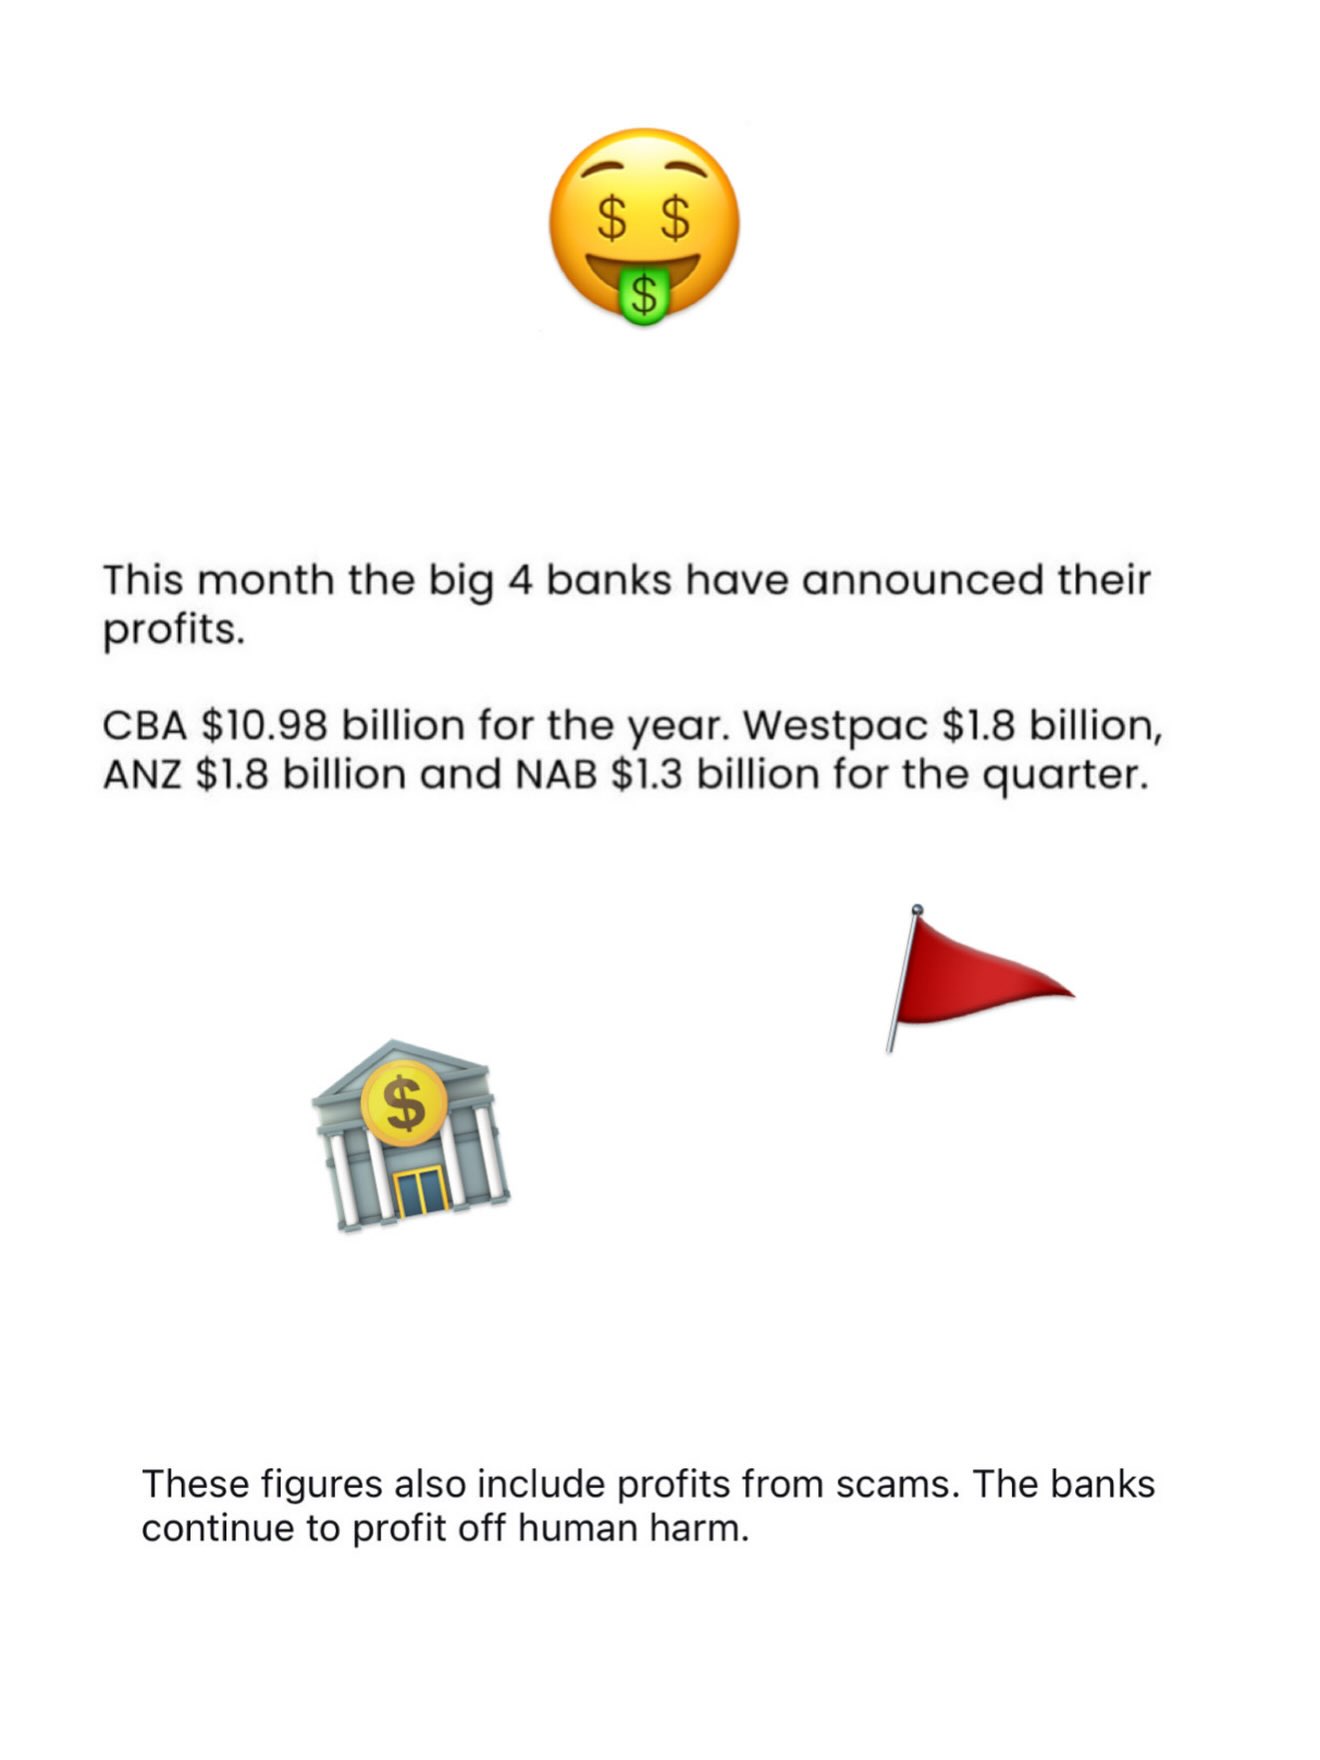 This month the big 4 banks have announced their
profits.
CBA $10.98 billion for the year. Westpac $1.8 billion,
ANZ $1.8 billion and NAB $1.3 billion for the quarter.
These figures also include profits from scams. The banks
continue to profit off human harm.